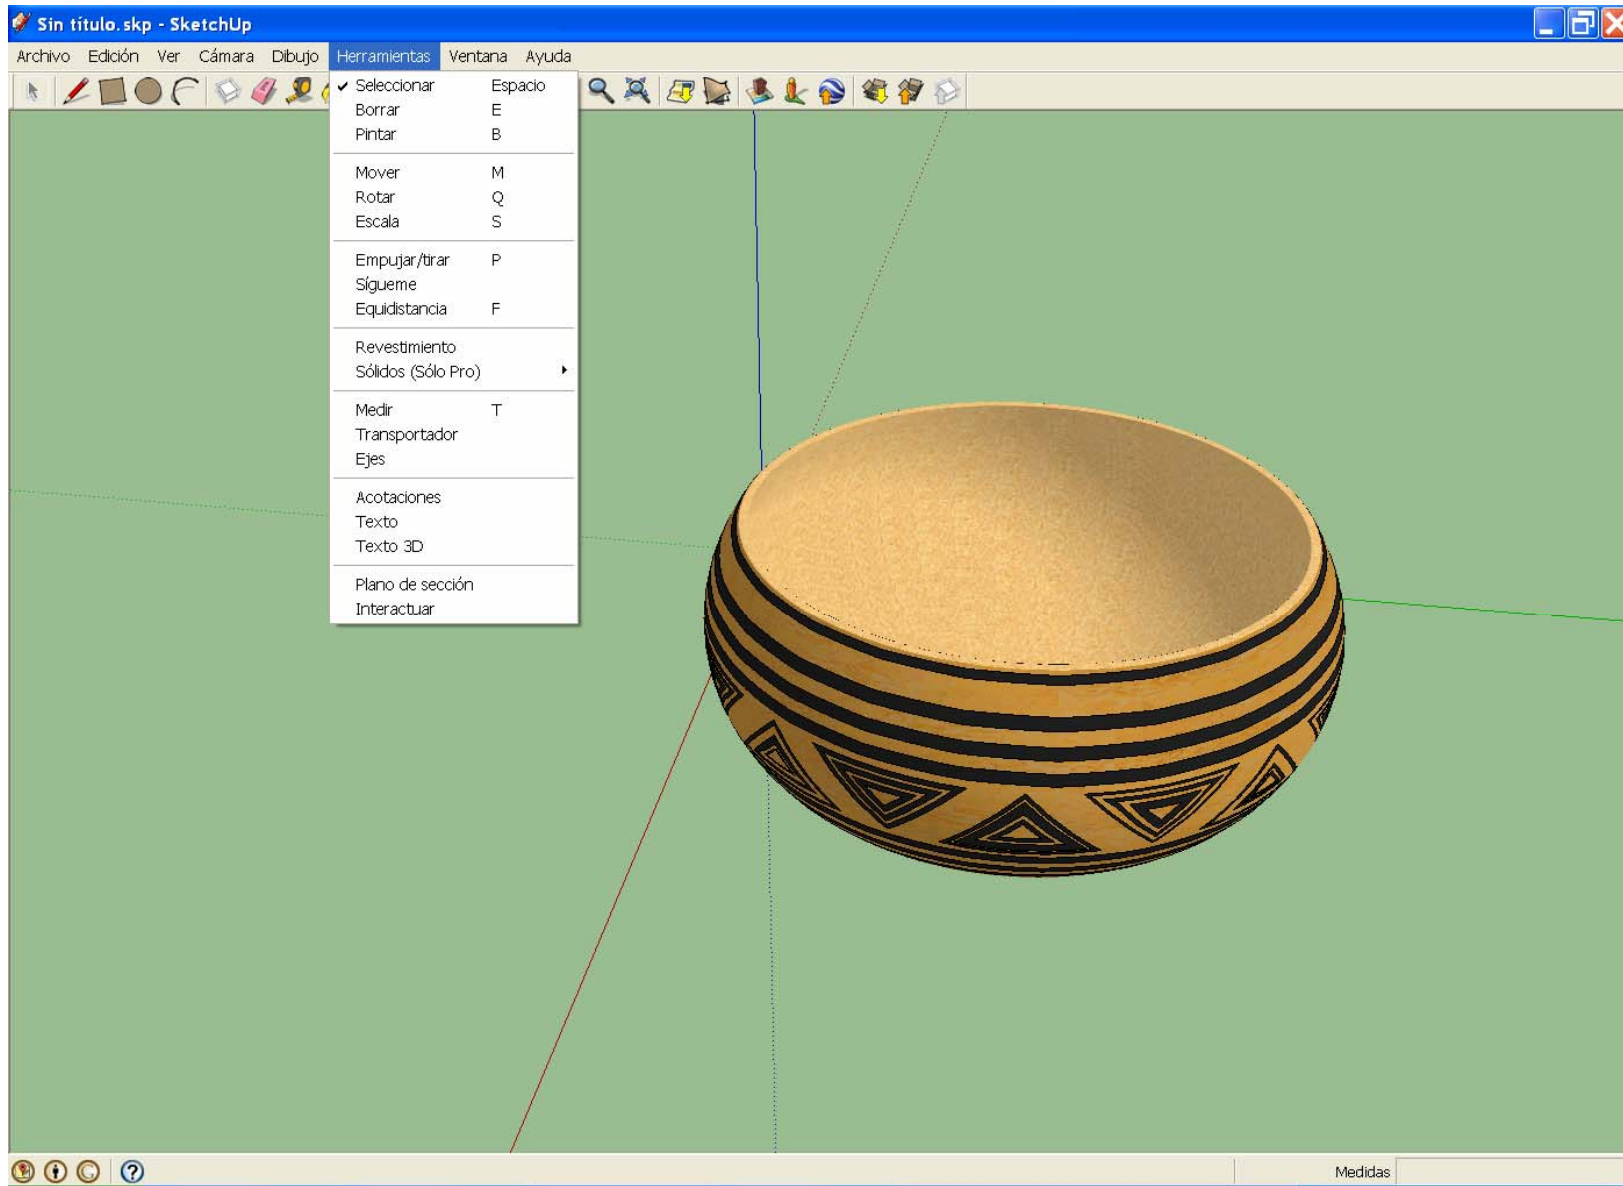 Sin título.skp - SketchUp
Archivo Edición Ver Cámara Dibujo Herramientas Ventana Ayuda
Seleccionar Espacio
Borrar E
Pintar B
Mover M
Rotar Q
Escala S
Empujar/tirar P
Sígueme
Equidistancia F
Revestimiento
Sólidos (Sólo Pro)
Medir T
Transportador
Ejes
Acotaciones
Texto
Texto 3D
Plano de sección
Interactuar
Medidas